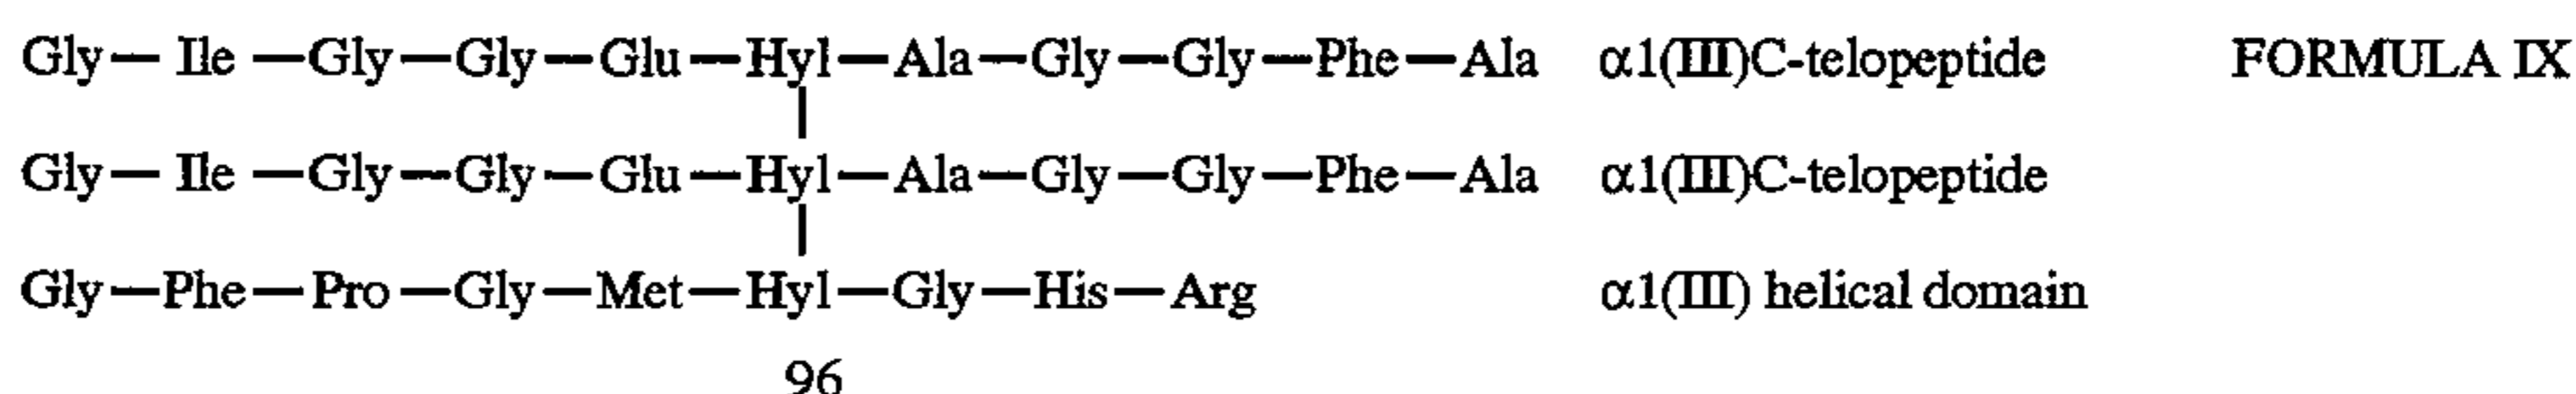 Gly—Ile—Gly—Gly—Glu—Hyl—Ala—Gly—Gly—Phe—Ala α1(III)C-telopeptide FORMULA IX
Gly—Ile—Gly—Gly—Glu—Hyl—Ala—Gly—Gly—Phe—Ala α1(III)C-telopeptide
Gly—Phe—Pro—Gly—Met—Hyl—Gly—His—Arg α1(III) helical domain
96